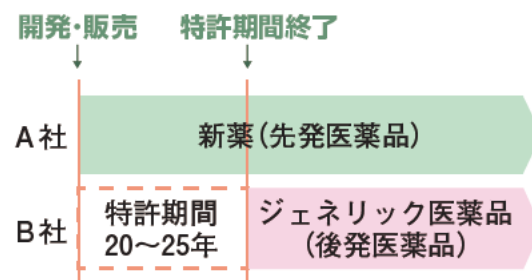 開発・販売
特許期間終了
A社
新薬(先発医薬品)
B社
特許期間
20〜25年
ジェネリック医薬品
(後発医薬品)